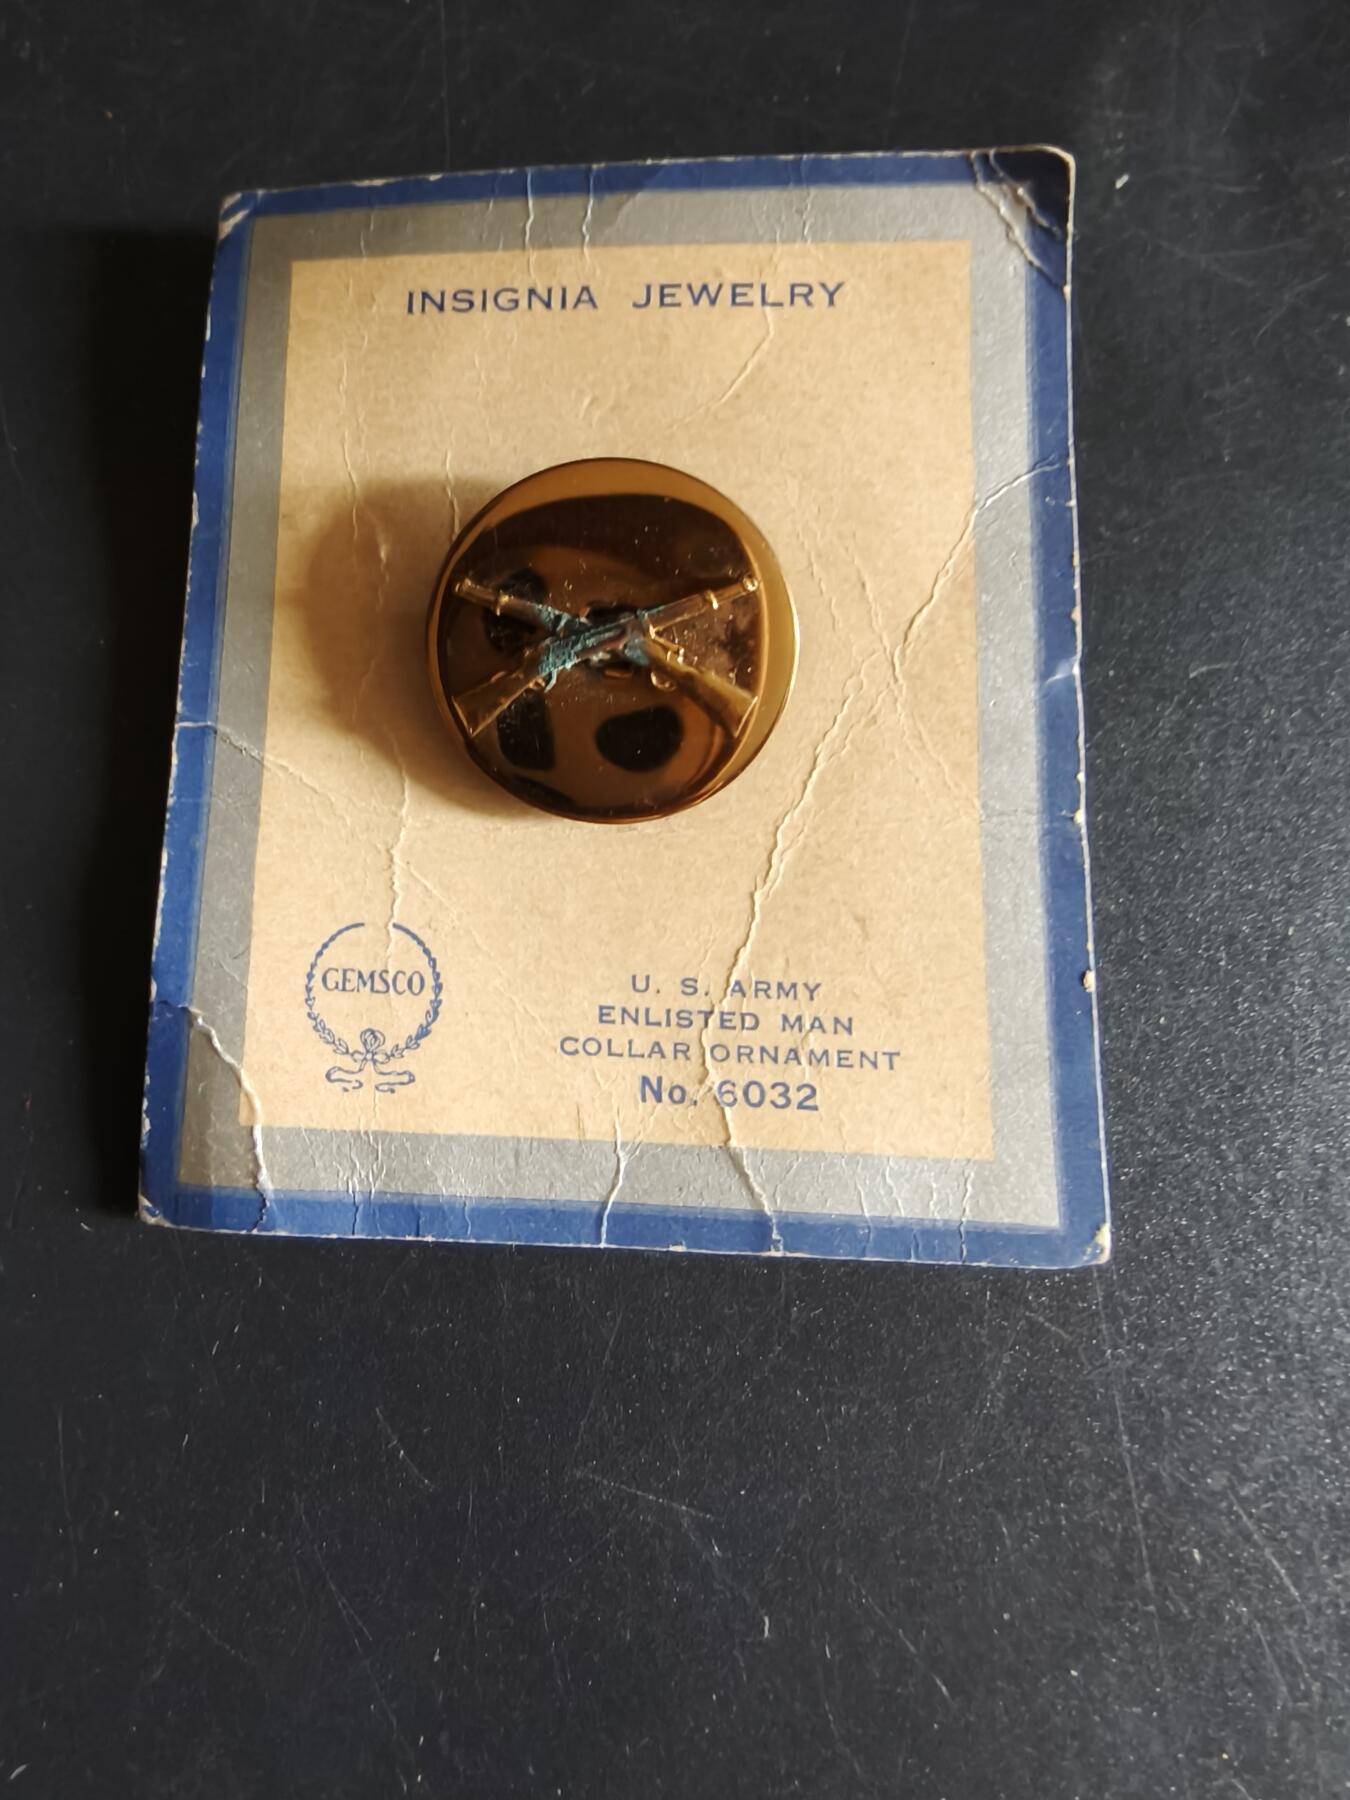 INSIGNIA JEWELRY
GEMSCO
U. S. ARMY
ENLISTED MAN
COLLAR ORNAMENT
No. 6032